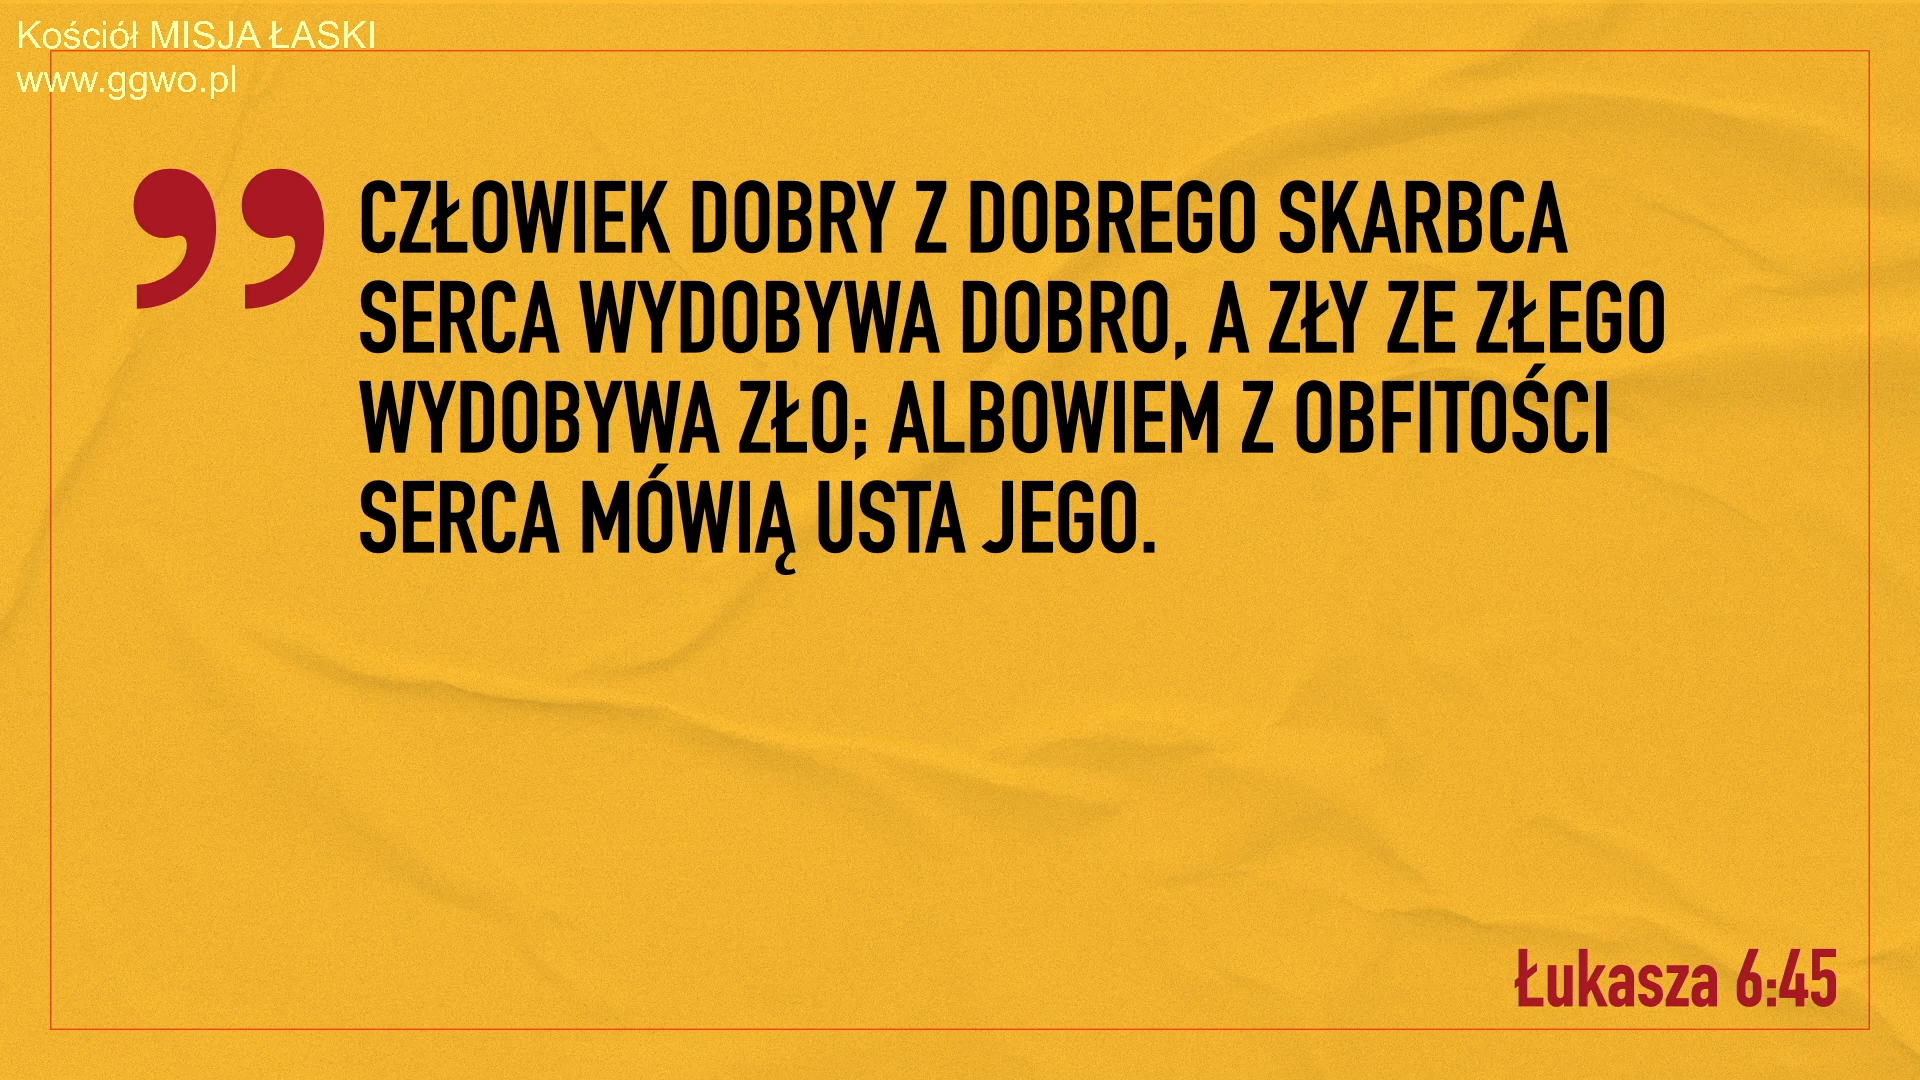 Kościół MISJA ŁASKI
www.ggwo.pl
” CZŁOWIEK DOBRY Z DOBREGO SKARBCA
SERCA WYDOBYWA DOBRO, A ZŁY ZE ZŁEGO
WYDOBYWA ZŁO; ALBOWIEM Z OBFITOŚCI
SERCA MÓWIĄ USTA JEGO.
Łukasza 6:45